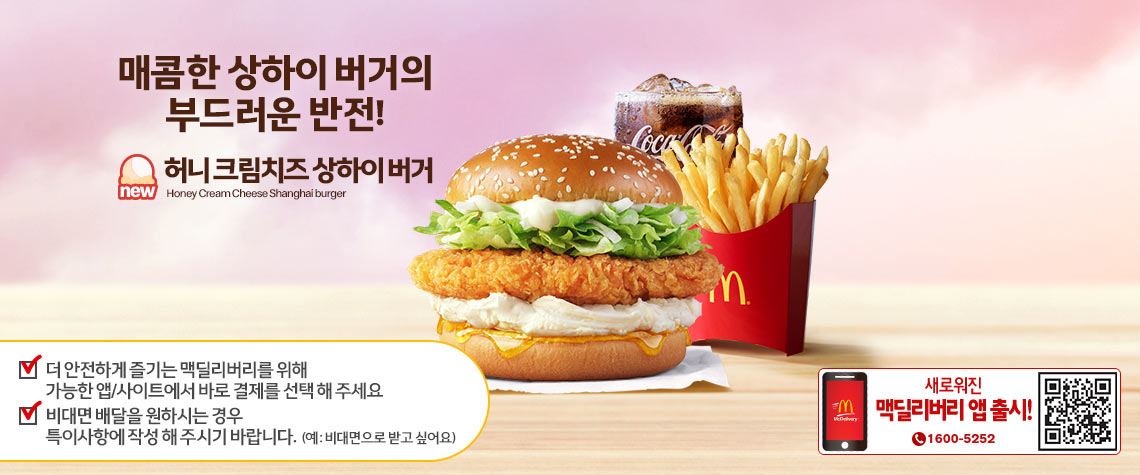 매콤한 상하이 버거의
부드러운 반전!
new
허니 크림치즈 상하이 버거
Honey Cream Cheese Shanghai burger
Coca-Cola
더 안전하게 즐기는 맥딜리버리를 위해
가능한 앱/사이트에서 바로 결제를 선택 해 주세요
비대면 배달을 원하시는 경우
특이사항에 작성 해 주시기 바랍니다. (예: 비대면으로 받고 싶어요)
McDelivery
새로워진
맥딜리버리 앱 출시!
1600-5252